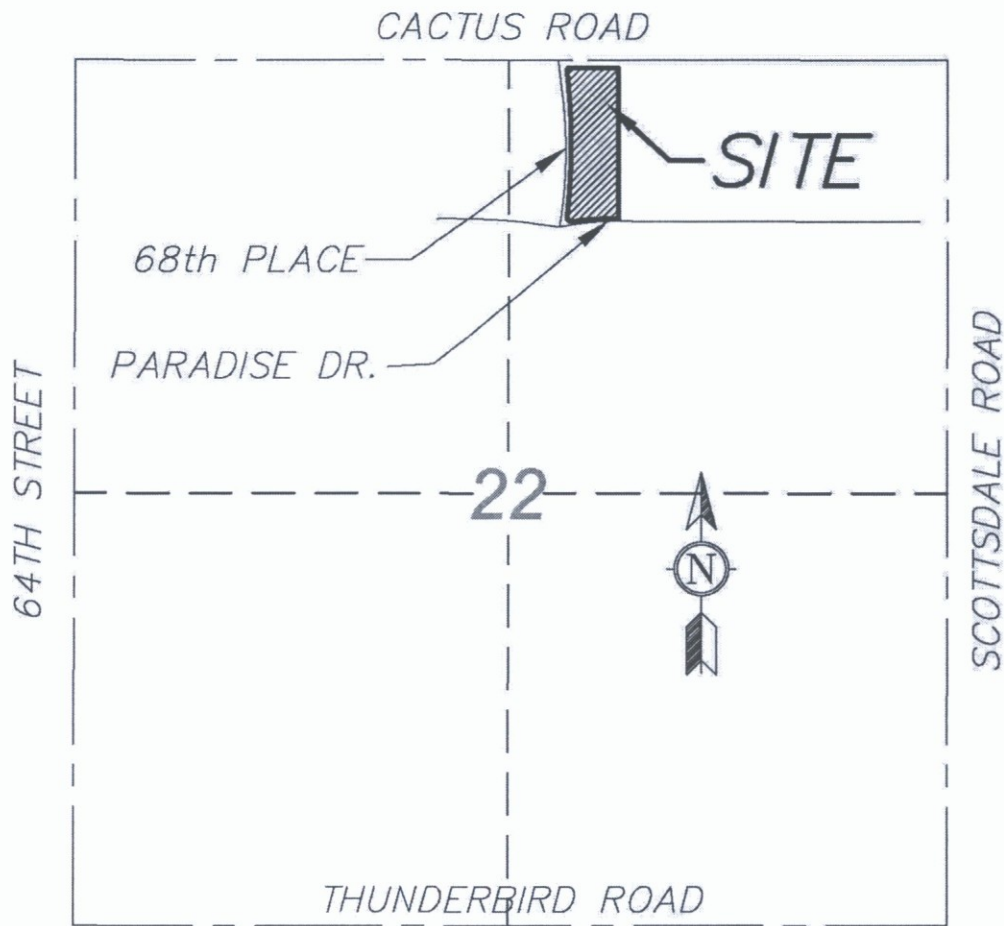 CACTUS ROAD
SITE
68th PLACE
PARADISE DR.
64TH STREET
SCOTTSDALE ROAD
22
N
THUNDERBIRD ROAD